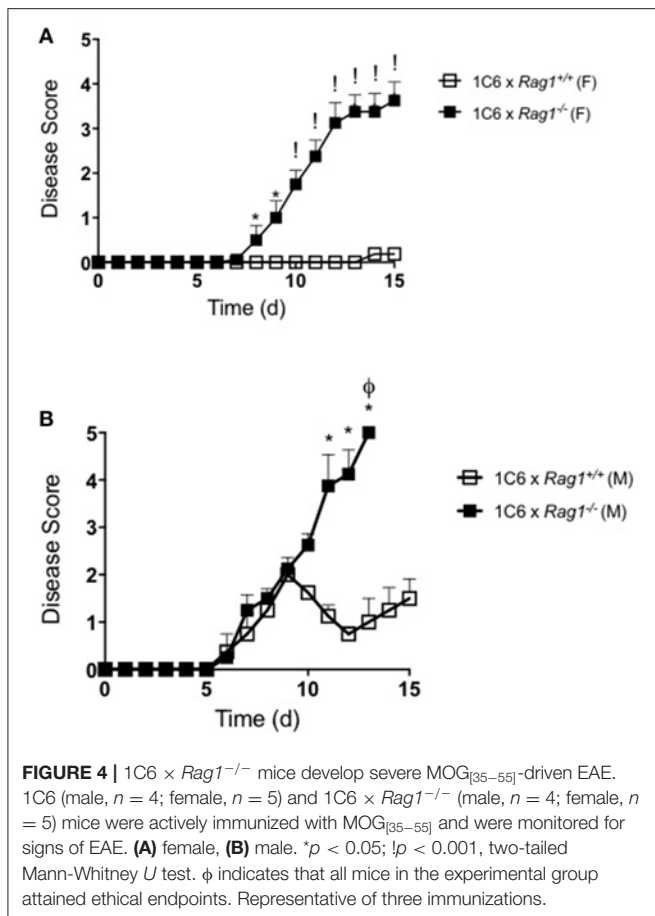 A
5
4
3
2
1
0
Disease Score
* * ! ! ! ! ! !
0 5 10 15
Time (d)
1C6 x Rag1+/+ (F)
1C6 x Rag1-/- (F)
B
5
4
3
2
1
0
Disease Score
ϕ
* * *
0 5 10 15
Time (d)
1C6 x Rag1+/+ (M)
1C6 x Rag1-/- (M)
FIGURE 4 | 1C6 × Rag1−/− mice develop severe MOG[35–55]-driven EAE.
1C6 (male, n = 4; female, n = 5) and 1C6 × Rag1−/− (male, n = 4; female, n
= 5) mice were actively immunized with MOG[35–55] and were monitored for
signs of EAE. (A) female, (B) male. *p < 0.05; !p < 0.001, two-tailed
Mann-Whitney U test. ϕ indicates that all mice in the experimental group
attained ethical endpoints. Representative of three immunizations.